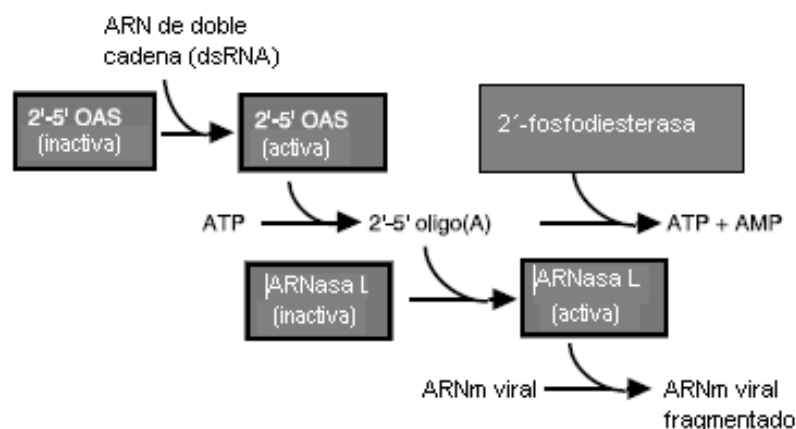 ARN de doble
cadena (dsRNA)
2'-5' OAS
(inactiva)
2'-5' OAS
(activa)
2´-fosfodiesterasa
ATP
2'-5' oligo(A)
ATP + AMP
ARNasa L
(inactiva)
ARNasa L
(activa)
ARNm viral
ARNm viral
fragmentado